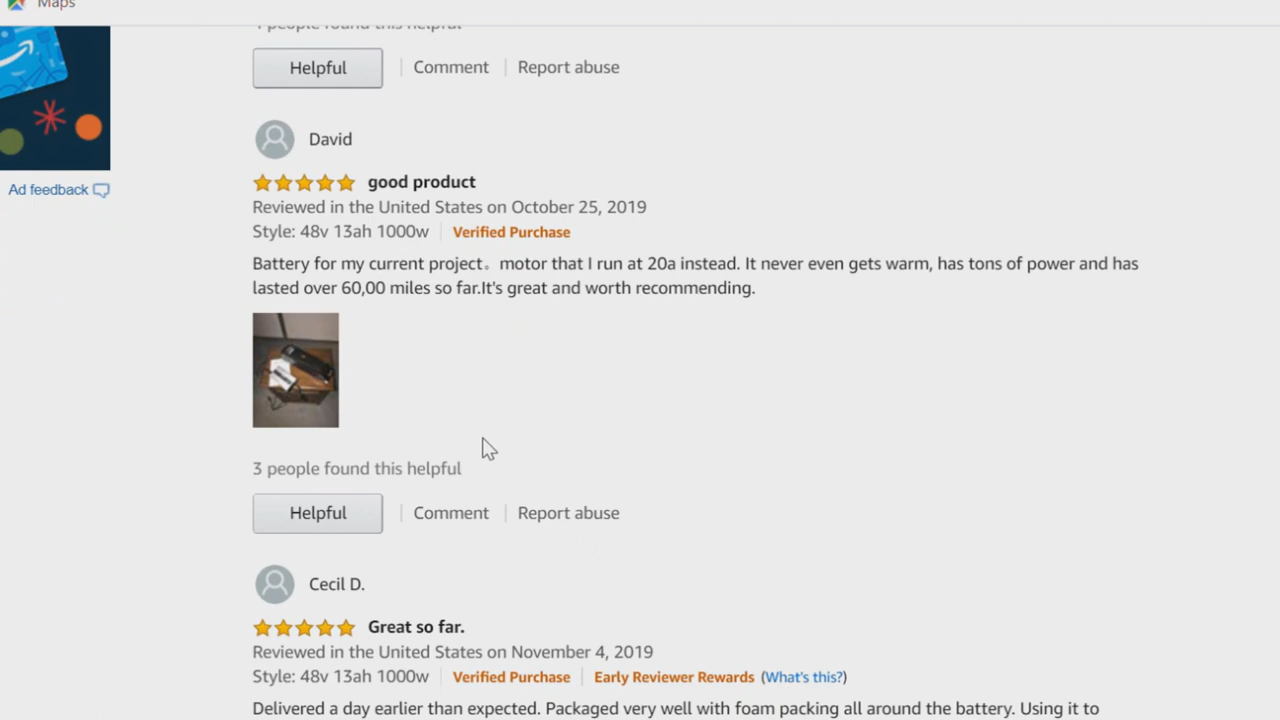 Maps
people found this helpful
Helpful
Comment
Report abuse
Ad feedback
David
good product
Reviewed in the United States on October 25, 2019
Style: 48v 13ah 1000w
Verified Purchase
Battery for my current project。motor that I run at 20a instead. It never even gets warm, has tons of power and has
lasted over 60,00 miles so far.It's great and worth recommending.
3 people found this helpful
Helpful
Comment
Report abuse
Cecil D.
Great so far.
Reviewed in the United States on November 4, 2019
Style: 48v 13ah 1000w
Verified Purchase
Early Reviewer Rewards
(What's this?)
Delivered a day earlier than expected. Packaged very well with foam packing all around the battery. Using it to